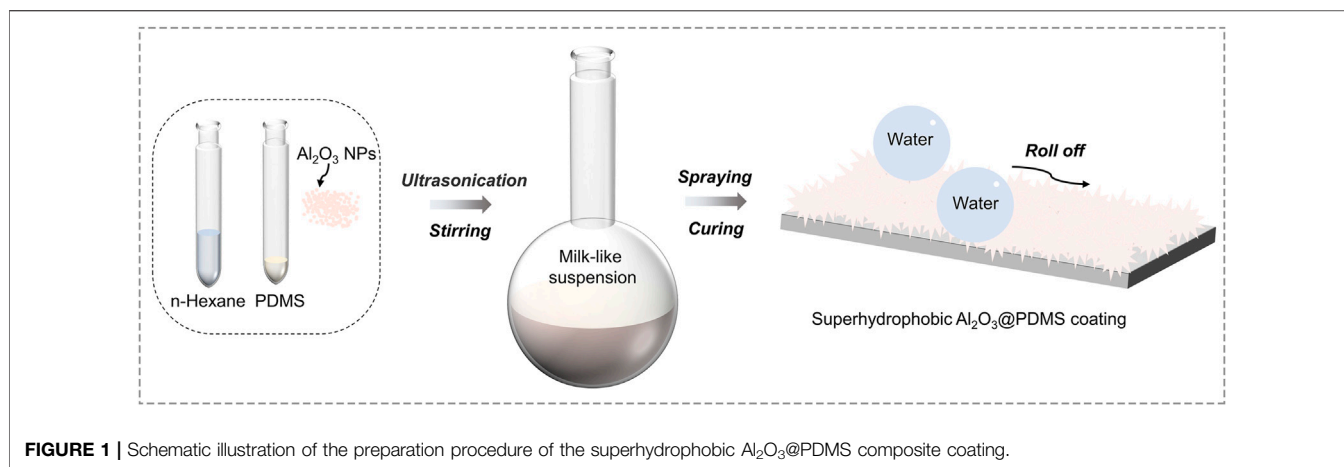 Al₂O₃ NPs
n-Hexane PDMS
Ultrasonication
Stirring
Milk-like
suspension
Spraying
Curing
Water
Water
Roll off
Superhydrophobic Al₂O₃@PDMS coating
FIGURE 1 | Schematic illustration of the preparation procedure of the superhydrophobic Al₂O₃@PDMS composite coating.